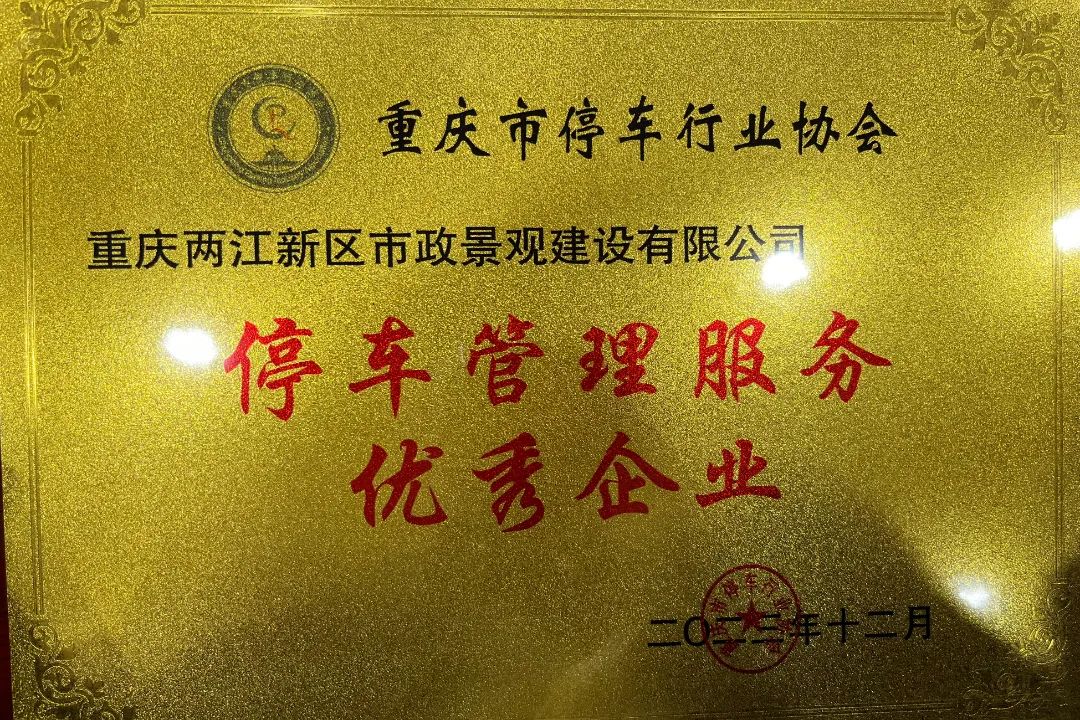 重庆市停车行业协会
重庆两江新区市政景观建设有限公司
停车管理服务
优秀企业
二〇二三年十二月